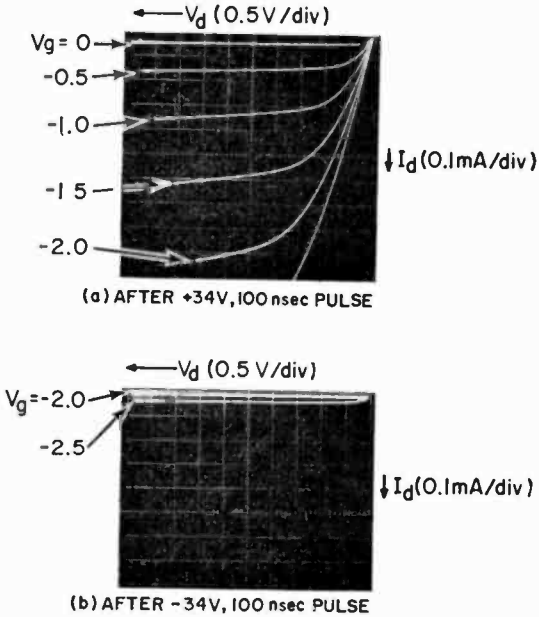 ← Vd (0.5 V/div)
Vg = 0
-0.5
-1.0
-1.5
-2.0
↓ Id (0.1mA/div)
(a) AFTER +34V, 100 nsec PULSE
← Vd (0.5 V/div)
Vg = -2.0
-2.5
↓ Id (0.1mA/div)
(b) AFTER -34V, 100 nsec PULSE